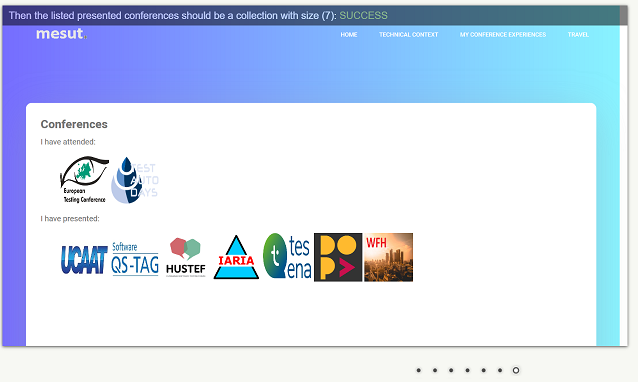 Then the listed presented conferences should be a collection with size (7): SUCCESS
mesut
HOME TECHNICAL CONTEXT MY CONFERENCE EXPERIENCES TRAVEL
Conferences
I have attended:
European
Testing Conference
TEST
AUTO
DAYS
I have presented:
UCAAT
Software
QS-TAG
HUSTEF
IARIA
tes
ena
PO
P
WFH